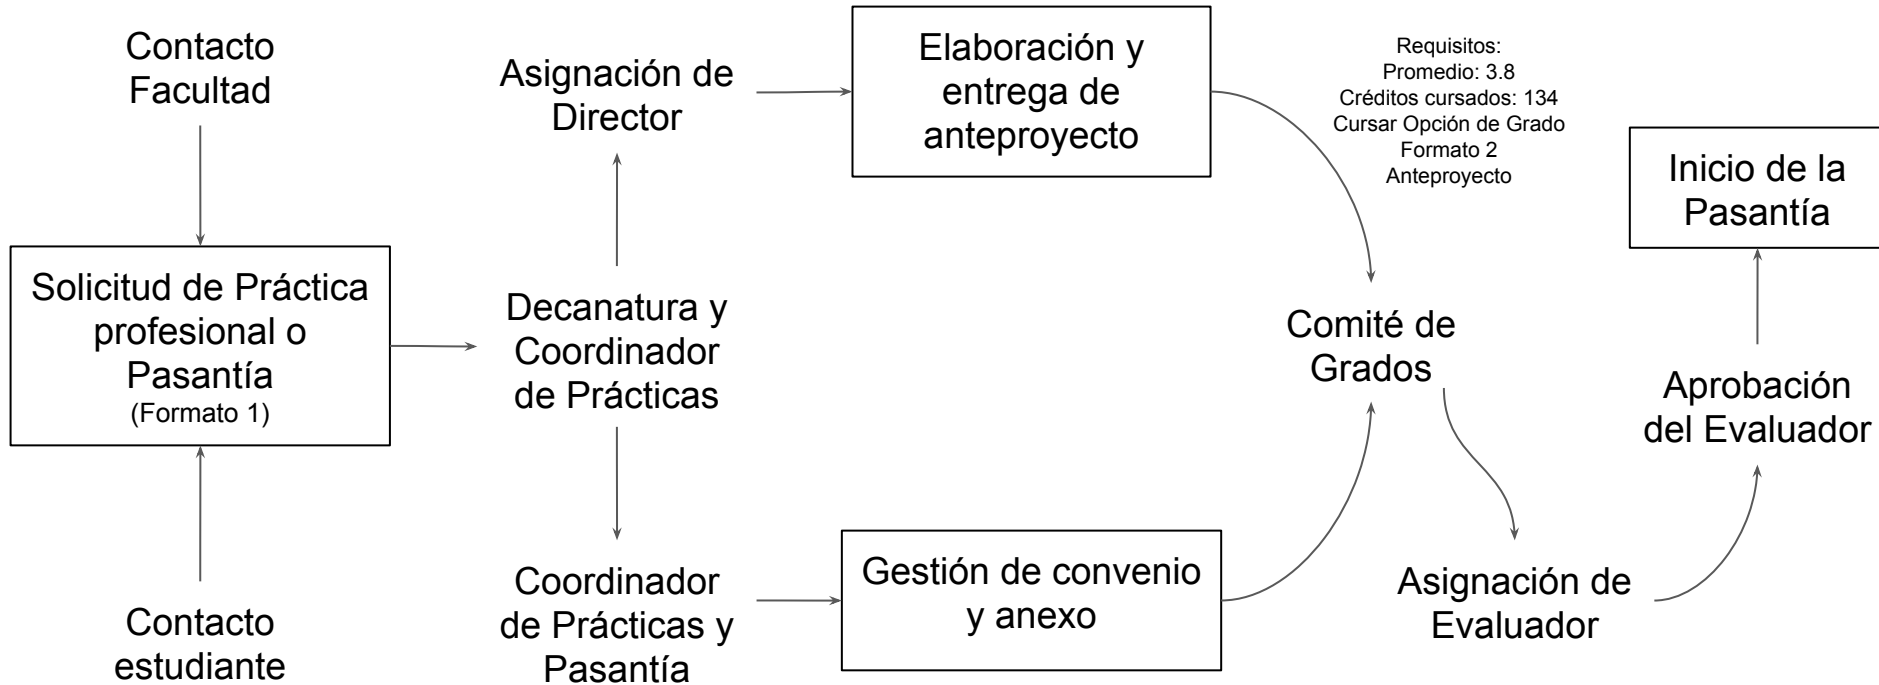 Contacto
Facultad
Solicitud de Práctica
profesional o
Pasantía
(Formato 1)
Contacto
estudiante
Asignación de
Director
Decanatura y
Coordinador
de Prácticas
Coordinador
de Prácticas y
Pasantía
Elaboración y
entrega de
anteproyecto
Gestión de convenio
y anexo
Requisitos:
Promedio: 3.8
Créditos cursados: 134
Cursar Opción de Grado
Formato 2
Anteproyecto
Comité de
Grados
Asignación de
Evaluador
Aprobación
del Evaluador
Inicio de la
Pasantía